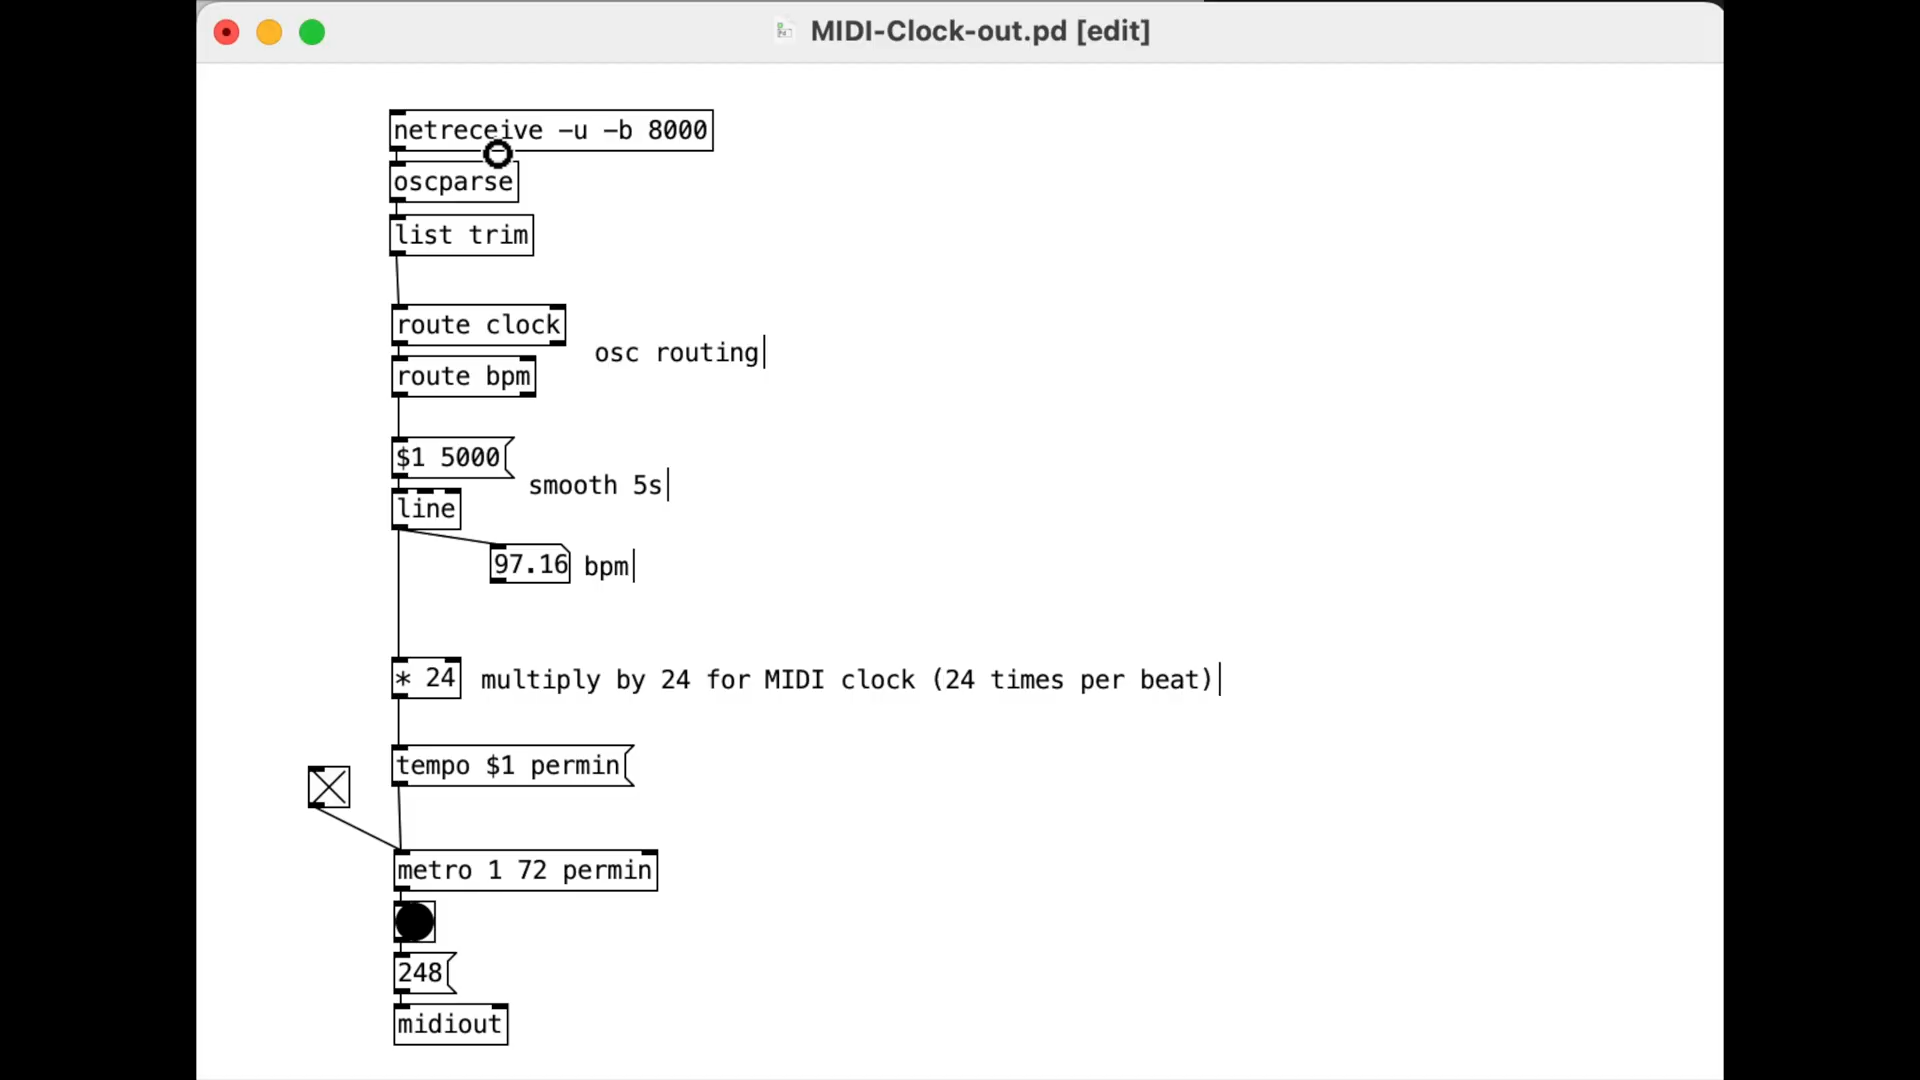 MIDI-Clock-out.pd [edit]
netreceive -u -b 8000
oscparse
list trim
route clock
osc routing
route bpm
$1 5000
smooth 5s
line
97.16 bpm
* 24 multiply by 24 for MIDI clock (24 times per beat)
tempo $1 permin
metro 1 72 permin
248
midiout